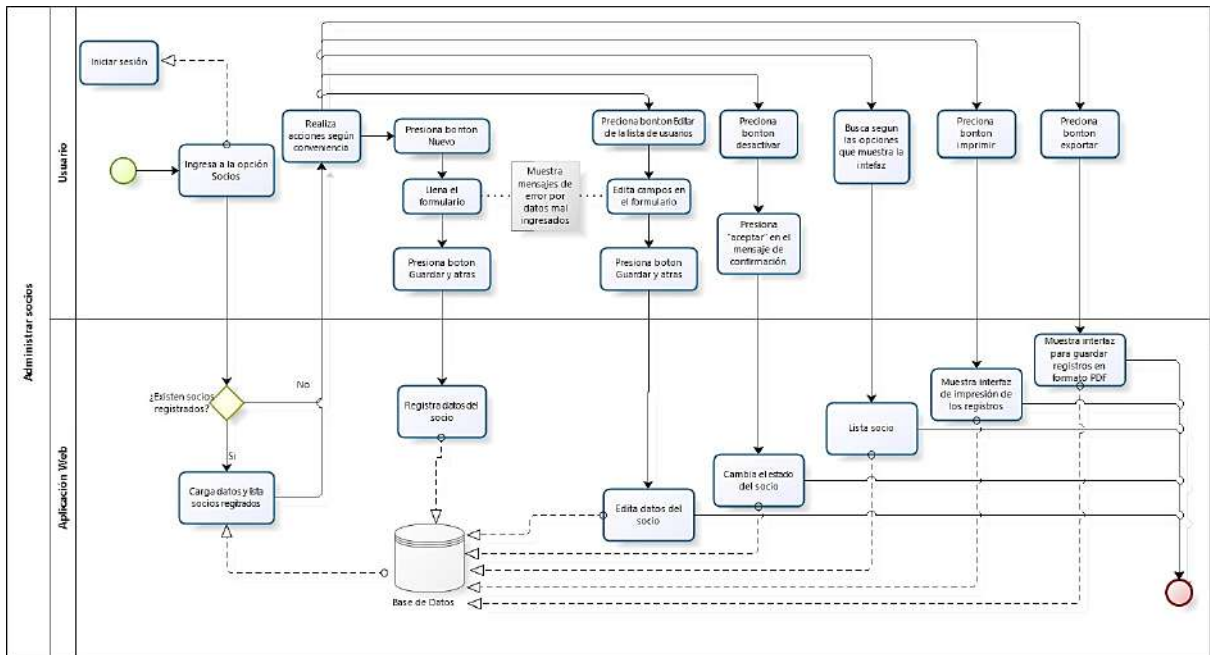 Administrar socios
Usuario
Aplicación Web
Iniciar sesión
Ingresa a la opción
Socios
Realiza
acciones según
conveniencia
Presiona bonton
Nuevo
Llena el
formulario
Presiona boton
Guardar y atras
Muestra
mensajes de
error por
datos mal
ingresados
Preciona bonton Editar
de la lista de usuarios
Edita campos en
el formulario
Presiona boton
Guardar y atras
Preciona
bonton
desactivar
Presiona
"aceptar" en el
mensaje de
confirmación
Busca segun
las opciones
que muestra la
intefaz
Preciona
bonton
imprimir
Preciona
bonton
exportar
¿Existen socios
registrados?
No
Si
Carga datos y lista
socios regitrados
Registra datos del
socio
Base de Datos
Edita datos del
socio
Cambia el estado
del socio
Lista socio
Muestra interfaz
de impresión de
los registros
Muestra interfaz
para guardar
registros en
formato PDF